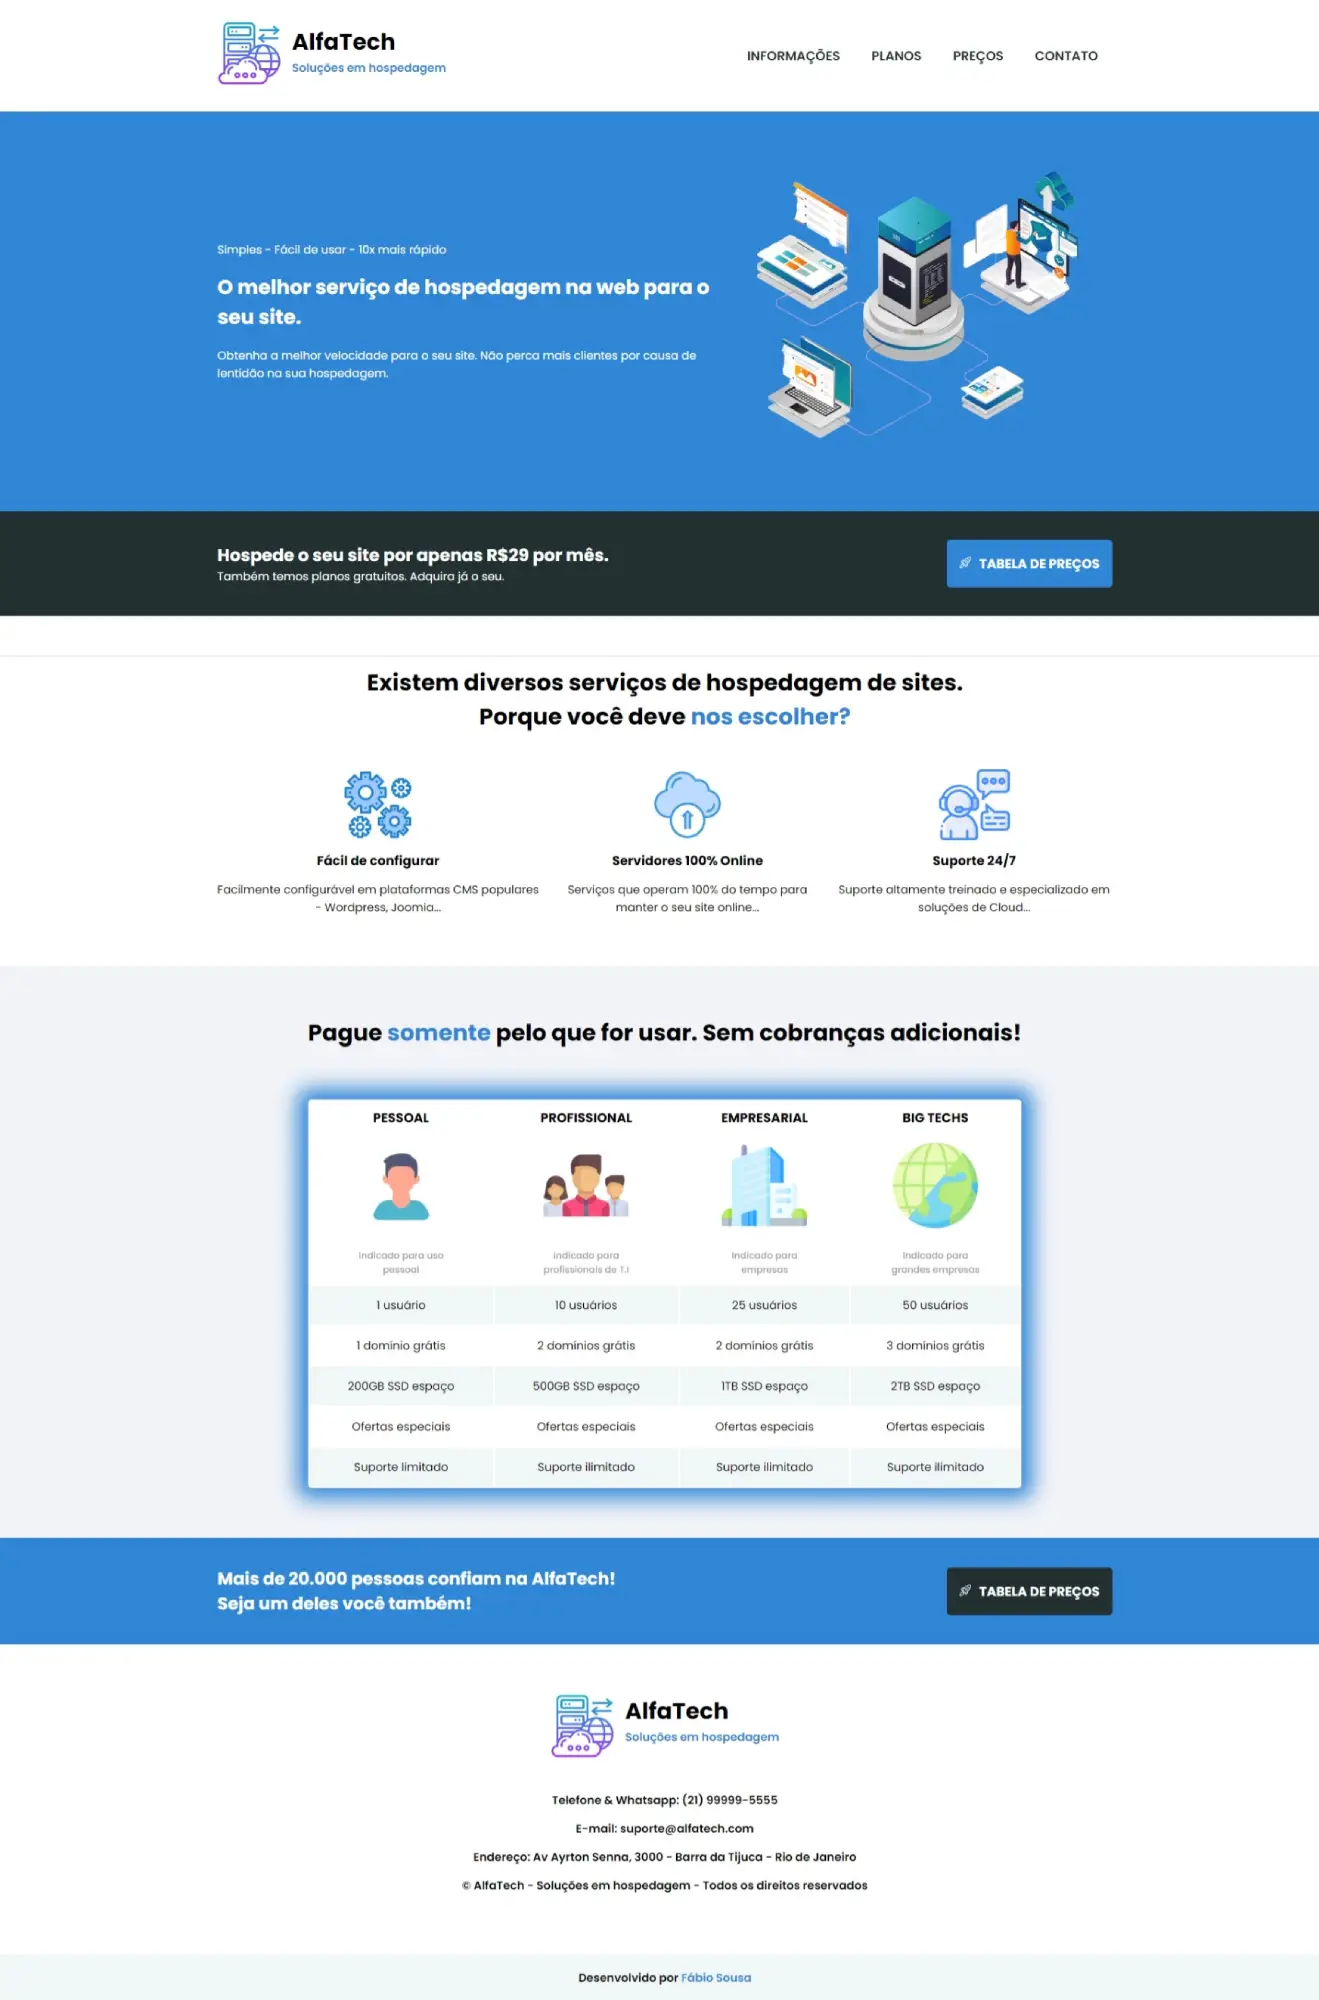 AlfaTech
Soluções em hospedagem
INFORMAÇÕES PLANOS PREÇOS CONTATO
Simples - Fácil de usar - 10x mais rápido
O melhor serviço de hospedagem na web para o
seu site.
Obtenha a melhor velocidade para o seu site. Não perca mais clientes por causa de
lentidão na sua hospedagem.
Hospede o seu site por apenas R$29 por mês.
Também temos planos gratuitos. Adquira já o seu.
TABELA DE PREÇOS
Existem diversos serviços de hospedagem de sites.
Porque você deve nos escolher?
Fácil de configurar
Facilmente configurável em plataformas CMS populares
- Wordpress, Joomia...
Servidores 100% Online
Serviços que operam 100% do tempo para
manter o seu site online...
Suporte 24/7
Suporte altamente treinado e especializado em
soluções de Cloud...
Pague somente pelo que for usar. Sem cobranças adicionais!
PESSOAL PROFISSIONAL EMPRESARIAL BIG TECHS
Indicado para uso Indicado para Indicado para Indicado para
pessoal profissionais de T.I empresas grandes empresas
1 usuário 10 usuários 25 usuários 50 usuários
1 domínio grátis 2 domínios grátis 2 domínios grátis 3 domínios grátis
200GB SSD espaço 500GB SSD espaço 1TB SSD espaço 2TB SSD espaço
Ofertas especiais Ofertas especiais Ofertas especiais Ofertas especiais
Suporte limitado Suporte ilimitado Suporte ilimitado Suporte ilimitado
Mais de 20.000 pessoas confiam na AlfaTech!
Seja um deles você também!
TABELA DE PREÇOS
AlfaTech
Soluções em hospedagem
Telefone & Whatsapp: (21) 99999-5555
E-mail: suporte@alfatech.com
Endereço: Av Ayrton Senna, 3000 - Barra da Tijuca - Rio de Janeiro
© AlfaTech - Soluções em hospedagem - Todos os direitos reservados
Desenvolvido por Fábio Sousa